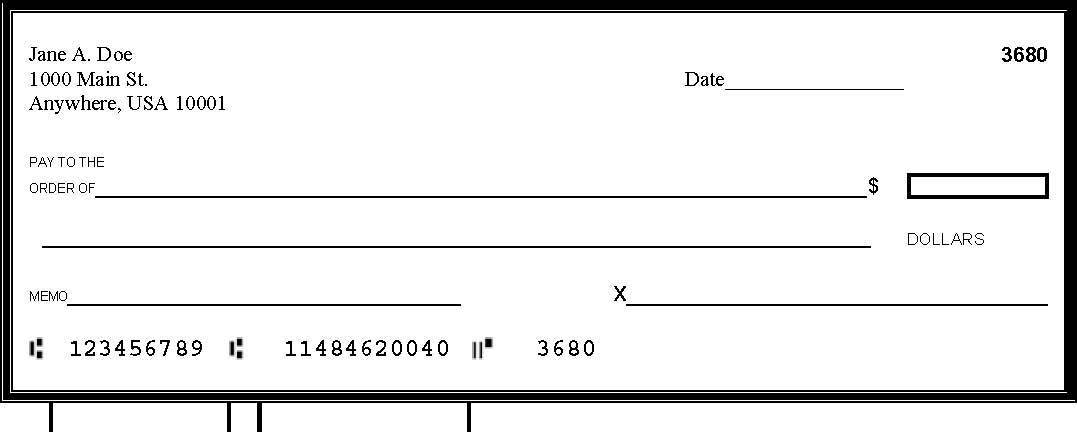 Jane A. Doe
3680
1000 Main St.
Date
Anywhere, USA 10001
PAY TO THE
ORDER OF $
DOLLARS
MEMO X
⑆ 123456789 ⑆ 11484620040 ⑈ 3680